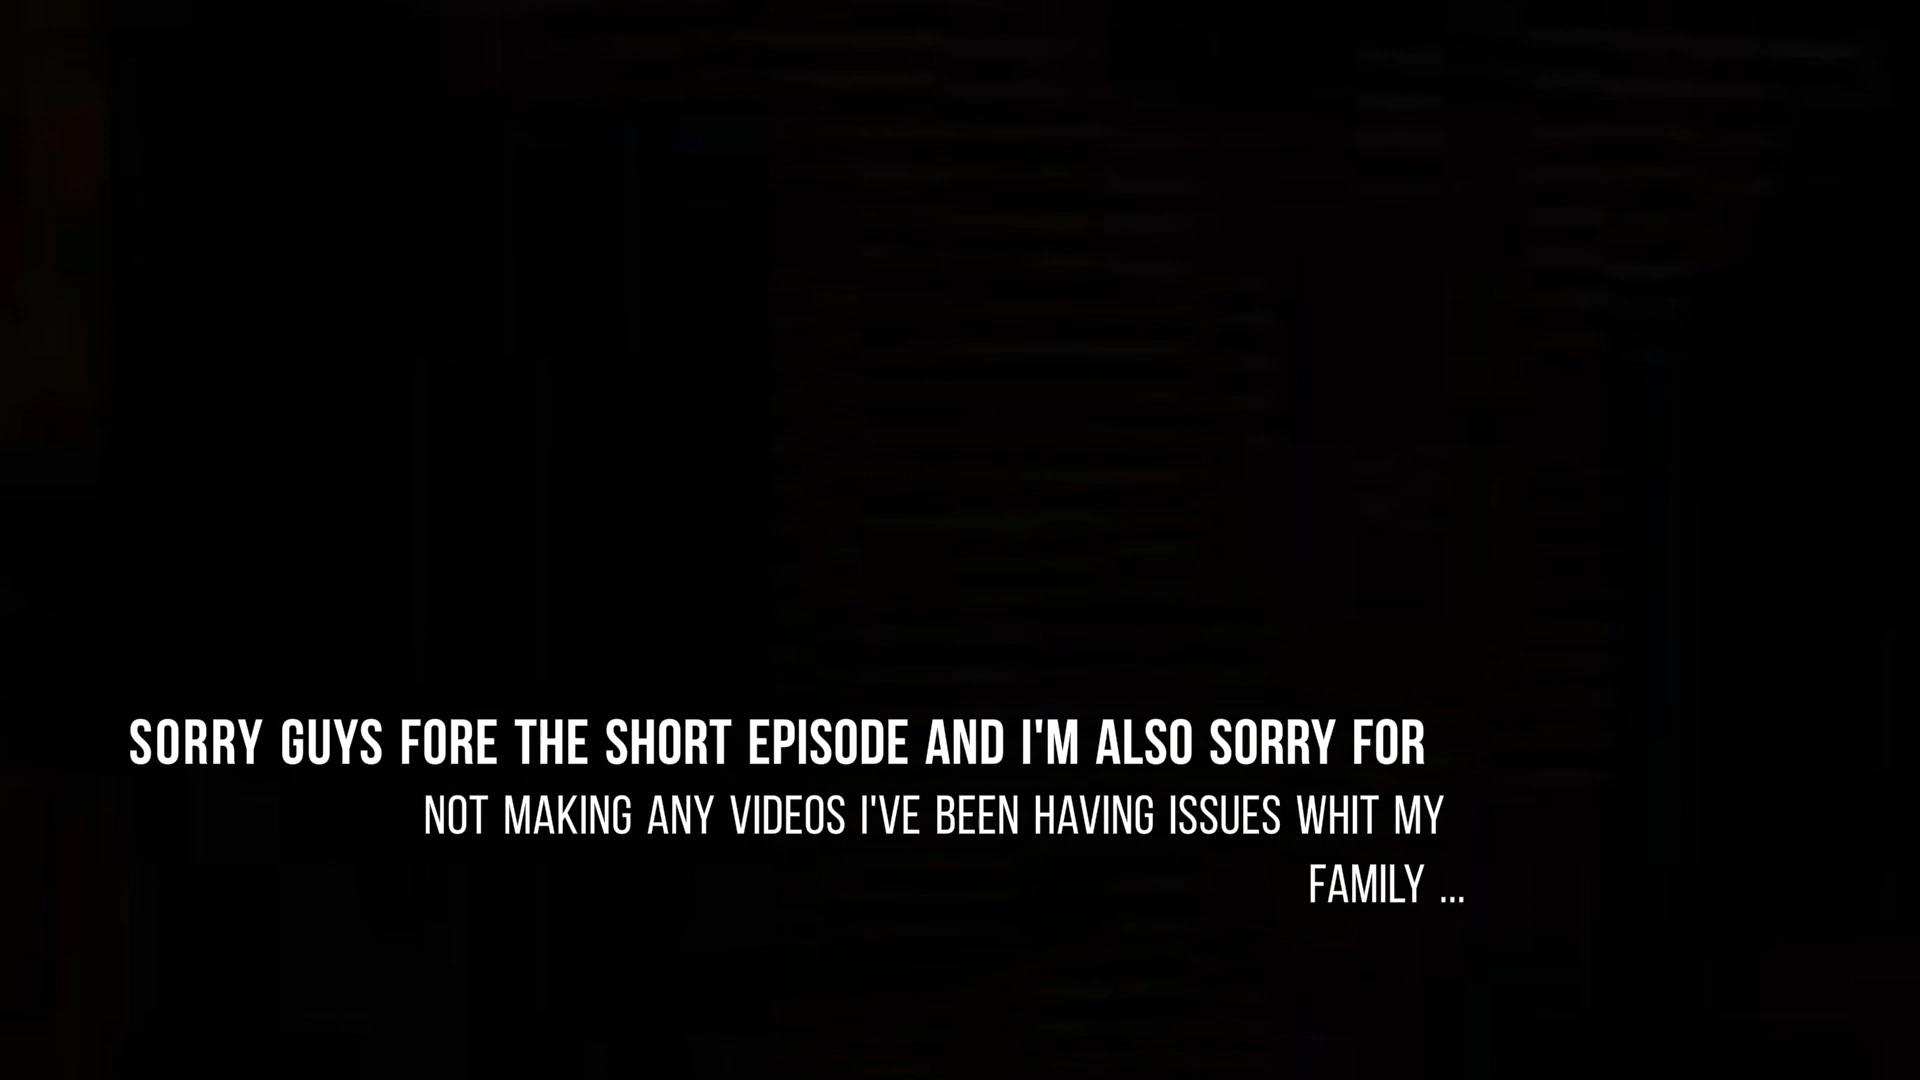 SORRY GUYS FORE THE SHORT EPISODE AND I'M ALSO SORRY FOR
NOT MAKING ANY VIDEOS I'VE BEEN HAVING ISSUES WHIT MY
FAMILY ...